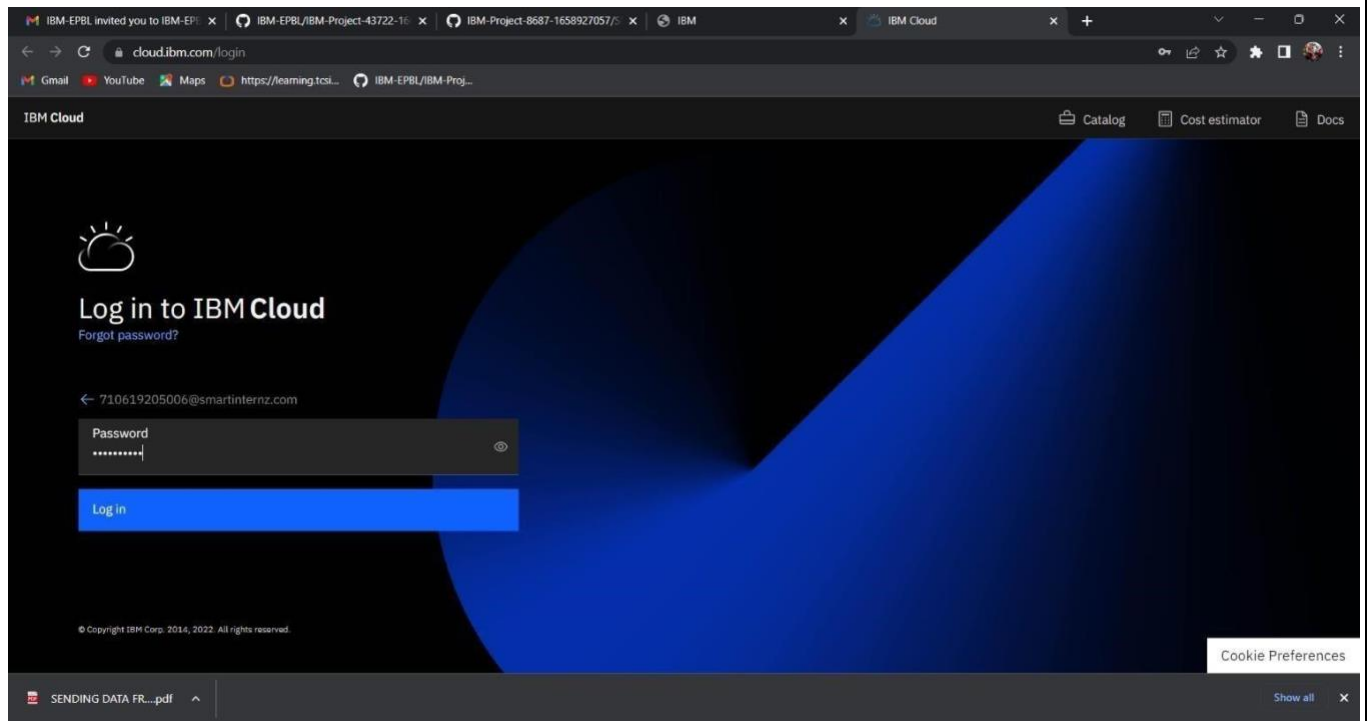 IBM-EPBL invited you to IBM-EPE
IBM-EPBL/IBM-Project-43722-16
IBM-Project-8687-1658927057/S
IBM
IBM Cloud
cloud.ibm.com/login
Gmail YouTube Maps https://learning.tcsi... IBM-EPBL/IBM-Proj...
IBM Cloud
Catalog Cost estimator Docs
Log in to IBM Cloud
Forgot password?
← 710619205006@smartinternz.com
Password
••••••••••
Log in
© Copyright IBM Corp. 2014, 2022. All rights reserved.
Cookie Preferences
PDF
SENDING DATA FR....pdf
Show all